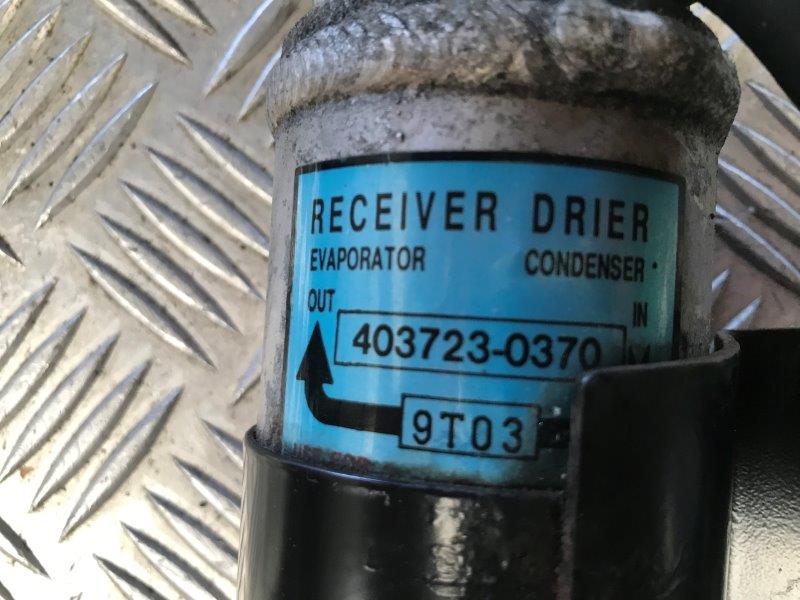 RECEIVER DRIER
EVAPORATOR CONDENSER
OUT IN
403723-0370
9T03